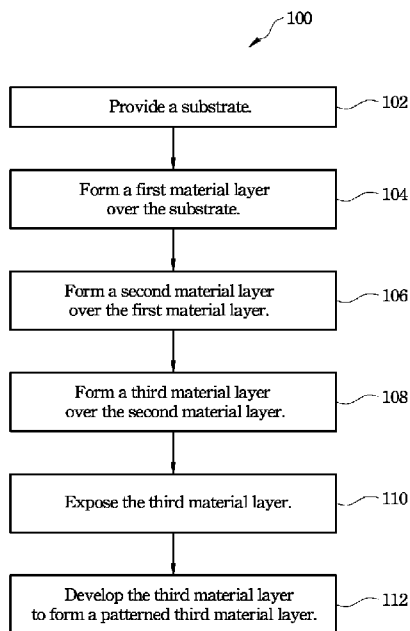 100
Provide a substrate.
102
Form a first material layer
over the substrate.
104
Form a second material layer
over the first material layer.
106
Form a third material layer
over the second material layer.
108
Expose the third material layer.
110
Develop the third material layer
to form a patterned third material layer.
112